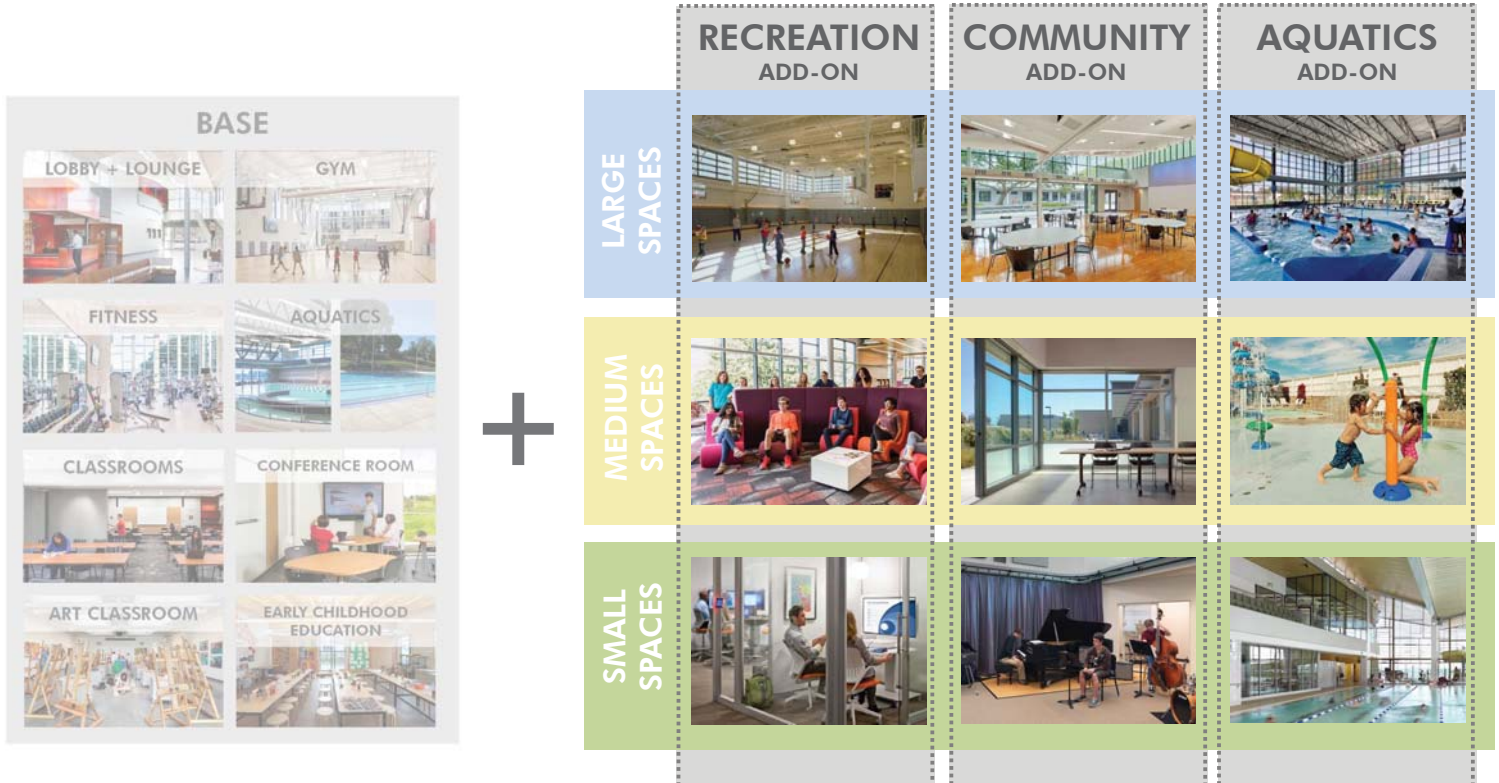 BASE
LOBBY + LOUNGE
GYM
FITNESS
AQUATICS
CLASSROOMS
CONFERENCE ROOM
ART CLASSROOM
EARLY CHILDHOOD
EDUCATION
+
RECREATION
ADD-ON
COMMUNITY
ADD-ON
AQUATICS
ADD-ON
LARGE
SPACES
MEDIUM
SPACES
SMALL
SPACES